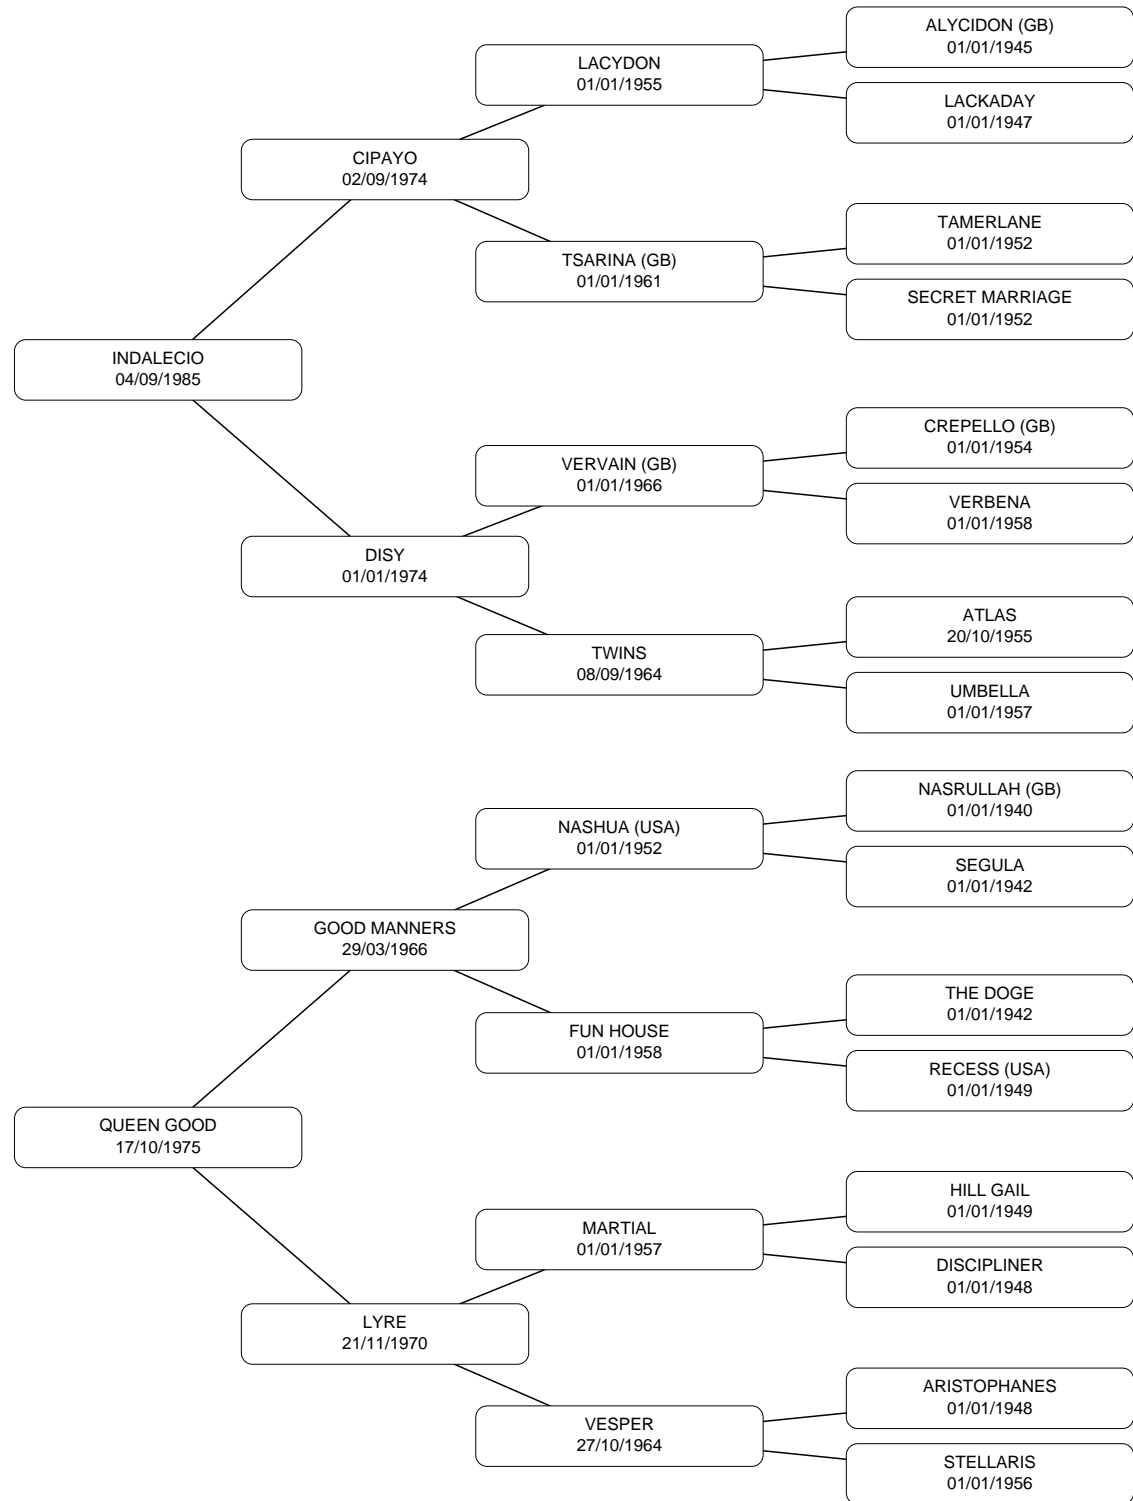 ALYCIDON (GB)
01/01/1945
LACYDON
01/01/1955
LACKADAY
01/01/1947
CIPAYO
02/09/1974
TAMERLANE
01/01/1952
TSARINA (GB)
01/01/1961
SECRET MARRIAGE
01/01/1952
INDALECIO
04/09/1985
CREPELLO (GB)
01/01/1954
VERVAIN (GB)
01/01/1966
VERBENA
01/01/1958
DISY
01/01/1974
ATLAS
20/10/1955
TWINS
08/09/1964
UMBELLA
01/01/1957
NASRULLAH (GB)
01/01/1940
NASHUA (USA)
01/01/1952
SEGULA
01/01/1942
GOOD MANNERS
29/03/1966
THE DOGE
01/01/1942
FUN HOUSE
01/01/1958
RECESS (USA)
01/01/1949
QUEEN GOOD
17/10/1975
HILL GAIL
01/01/1949
MARTIAL
01/01/1957
DISCIPLINER
01/01/1948
LYRE
21/11/1970
ARISTOPHANES
01/01/1948
VESPER
27/10/1964
STELLARIS
01/01/1956